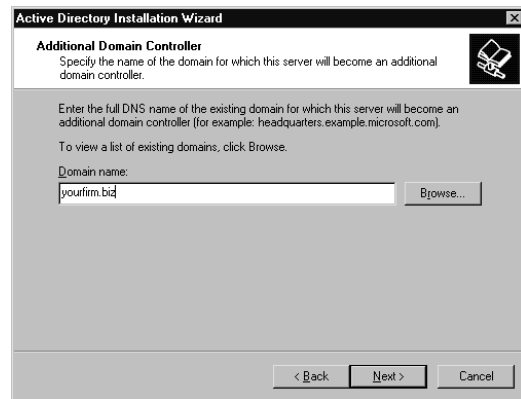 Active Directory Installation Wizard
Additional Domain Controller
Specify the name of the domain for which this server will become an additional
domain controller.
Enter the full DNS name of the existing domain for which this server will become an
additional domain controller (for example: headquarters.example.microsoft.com).
To view a list of existing domains, click Browse.
Domain name:
yourfirm.biz
Browse...
< Back
Next >
Cancel